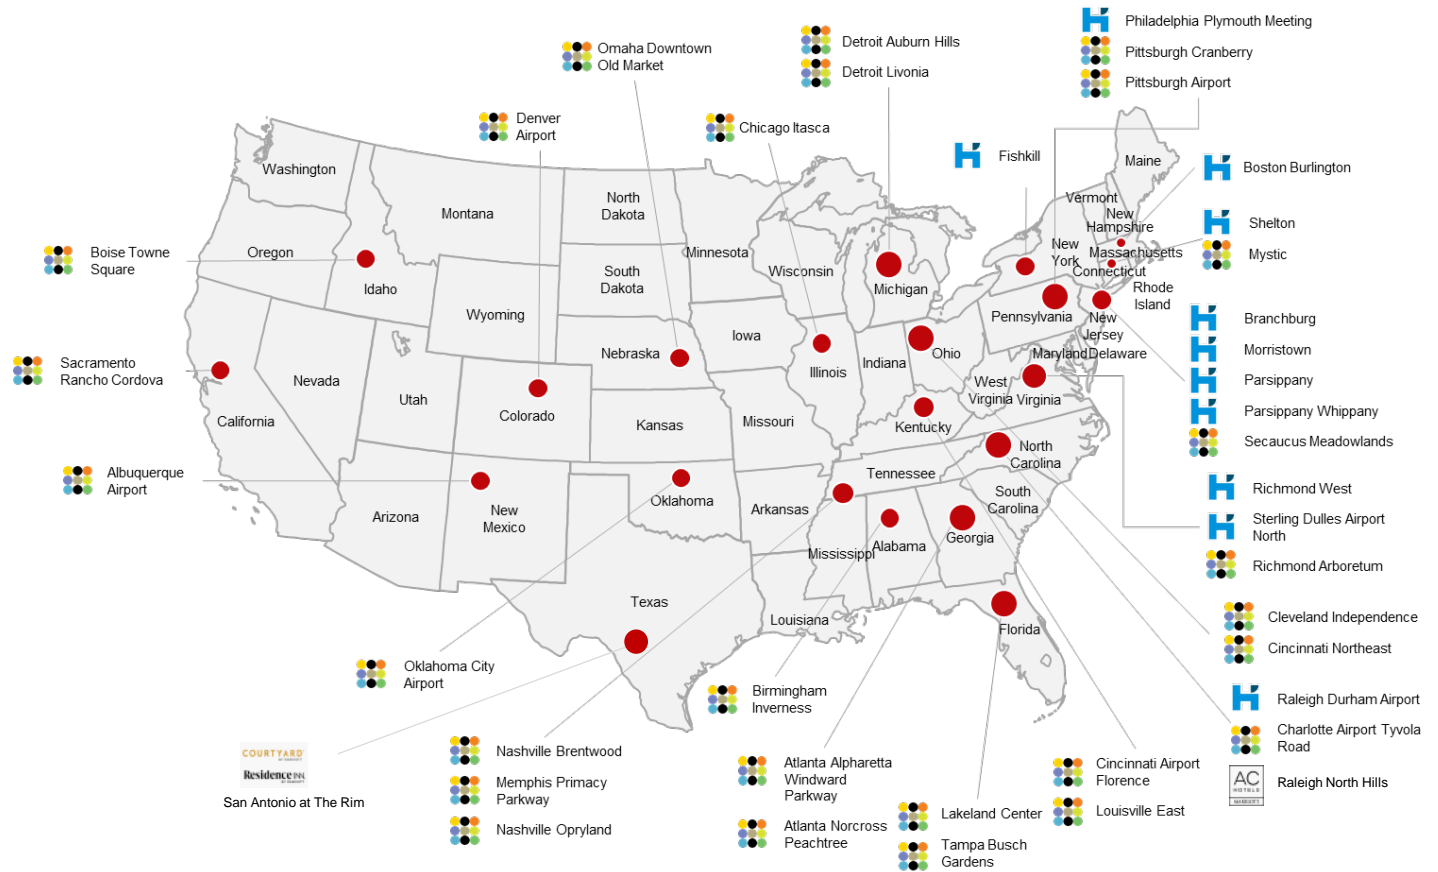 Philadelphia Plymouth Meeting
Pittsburgh Cranberry
Pittsburgh Airport
Detroit Auburn Hills
Detroit Livonia
Omaha Downtown
Old Market
Denver
Airport
Chicago Itasca
Fishkill
Boston Burlington
Shelton
Mystic
Boise Towne
Square
Sacramento
Rancho Cordova
Albuquerque
Airport
Washington
Oregon
Idaho
Montana
Wyoming
Nevada
California
Utah
Colorado
Arizona
New
Mexico
North
Dakota
South
Dakota
Nebraska
Kansas
Oklahoma
Texas
Minnesota
Iowa
Missouri
Arkansas
Louisiana
Wisconsin
Illinois
Michigan
Indiana
Ohio
Kentucky
Tennessee
Mississippi
Alabama
Georgia
Florida
South
Carolina
North
Carolina
West
Virginia
Virginia
Maryland
Delaware
Pennsylvania
New
Jersey
New
York
Connecticut
Rhode
Island
Massachusetts
New
Hampshire
Vermont
Maine
Branchburg
Morristown
Parsippany
Parsippany Whippany
Secaucus Meadowlands
Richmond West
Sterling Dulles Airport
North
Richmond Arboretum
Cleveland Independence
Cincinnati Northeast
Raleigh Durham Airport
Charlotte Airport Tyvola
Road
AC
HOTELS
MARRIOTT
Raleigh North Hills
Oklahoma City
Airport
COURTYARD
BY MARRIOTT
Residence INN
BY MARRIOTT
San Antonio at The Rim
Nashville Brentwood
Memphis Primacy
Parkway
Nashville Opryland
Birmingham
Inverness
Atlanta Alpharetta
Windward
Parkway
Atlanta Norcross
Peachtree
Lakeland Center
Tampa Busch
Gardens
Cincinnati Airport
Florence
Louisville East